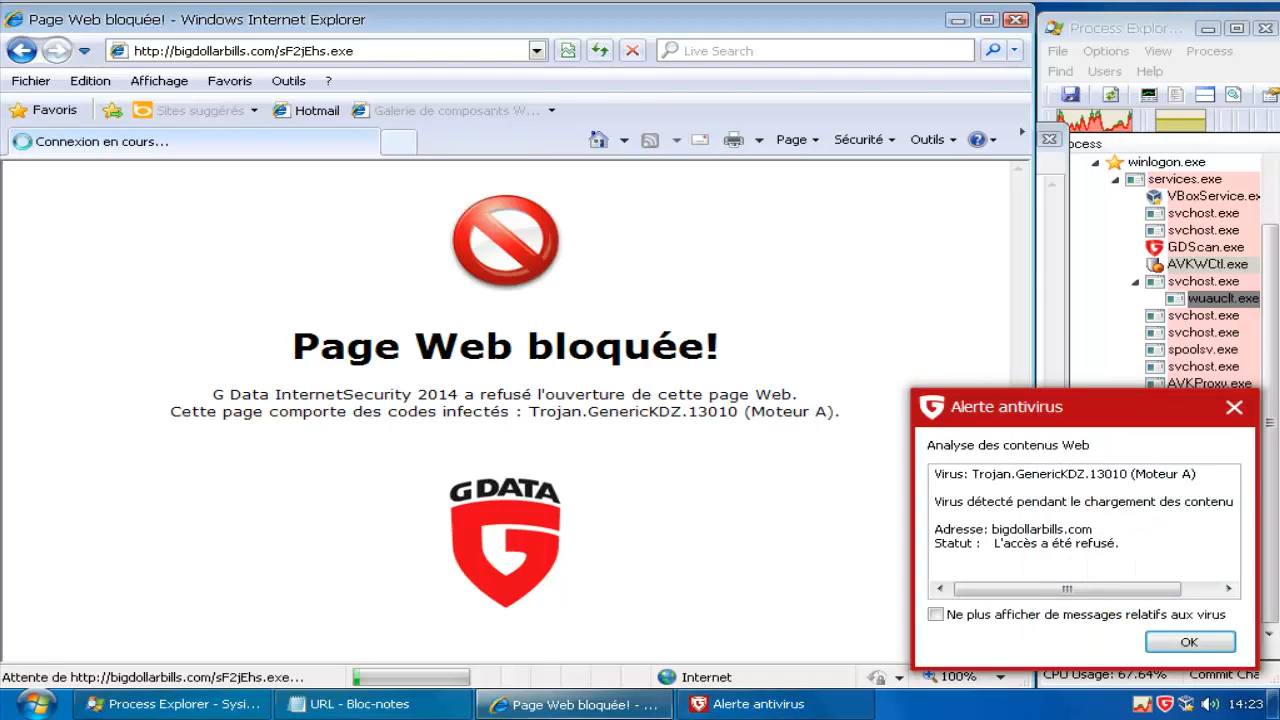 Page Web bloquée! - Windows Internet Explorer
http://bigdollarbills.com/sF2jEhs.exe
Live Search
Fichier Edition Affichage Favoris Outils
Favoris Sites suggérés Hotmail Galerie de composants W...
Connexion en cours...
Page Sécurité Outils
Page Web bloquée!
G Data InternetSecurity 2014 a refusé l'ouverture de cette page Web.
Cette page comprtp des codes infectés : Trojan.GenericKDZ.13010 (Moteur A).
G DATA
Attente de http://bigdollarbills.com/sF2jEhs.exe...
Internet
100%
Process Explor...
File Options View Process
Find Users Help
ocess
winlogon.exe
services.exe
VBoxService.ex
svchost.exe
svchost.exe
GDScan.exe
AVKWCtl.exe
svchost.exe
wuauclt.exe
svchost.exe
svchost.exe
spoolsv.exe
svchost.exe
AVKProxy.exe
Alerte antivirus
Analyse des contenus Web
Virus: Trojan.GenericKDZ.13010 (Moteur A)
Virus détecté pendant le chargement des contenu
Adresse: bigdollarbills.com
Statut : L'accès a été refusé.
Ne plus afficher de messages relatifs aux virus
OK
CPU Usage: 67.64% Commit Cha
Process Explorer - Sysi...
URL - Bloc-notes
Page Web bloquée! - ...
Alerte antivirus
14:23